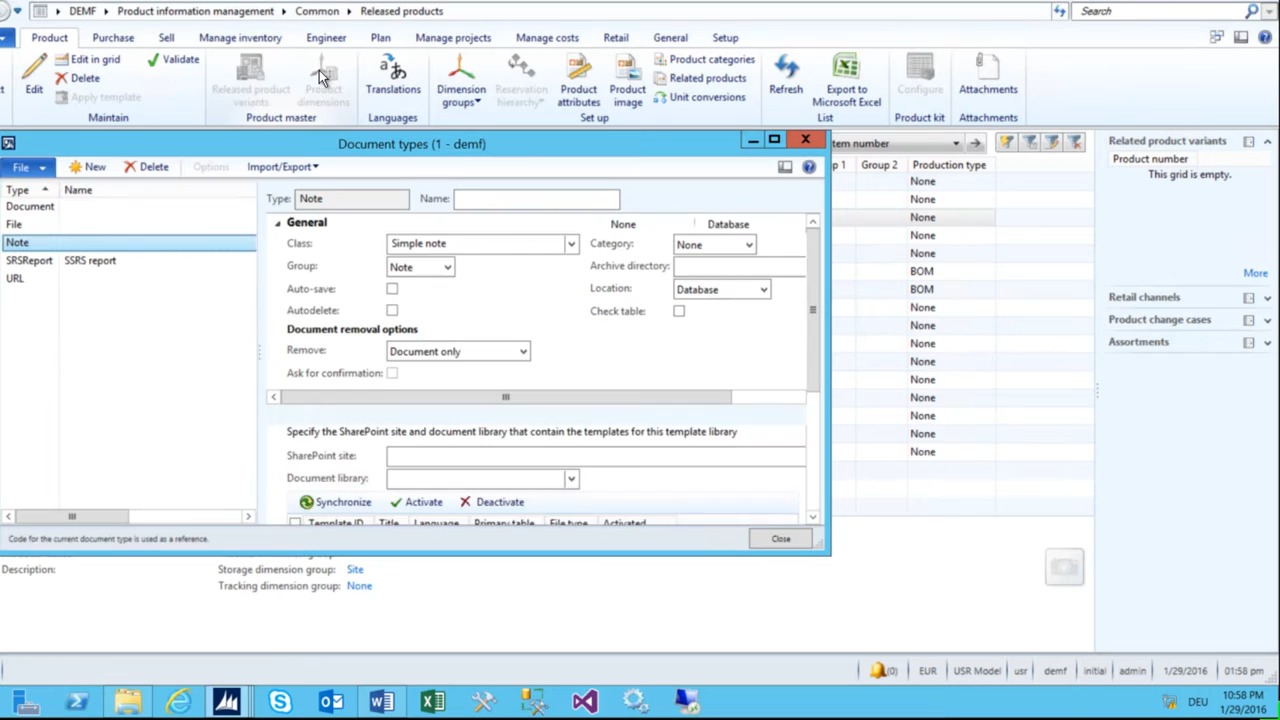 DEMF Product information management Common Released products Search
Product Purchase Sell Manage inventory Engineer Plan Manage projects Manage costs Retail General Setup
Edit
Edit in grid
Delete
Apply template
Validate
Maintain
Released product variants
Product dimensions
Product master
Translations
Languages
Dimension groups
Reservation hierarchy
Product attributes
Product image
Product categories
Related products
Unit conversions
Set up
Refresh
Export to Microsoft Excel
List
Configure
Product kit
Attachments
Attachments
Document types (1 - demf)
File New Delete Options Import/Export
Type Name
Document
File
Note
SRSReport SSRS report
URL
Type: Note Name:
General None Database
Class: Simple note Category: None
Group: Note Archive directory:
Auto-save: Location: Database
Autodelete: Check table:
Document removal options
Remove: Document only
Ask for confirmation:
Specify the SharePoint site and document library that contain the templates for this template library
SharePoint site:
Document library:
Synchronize Activate Deactivate
Template ID Title Language Primary table File type Activated
Code for the current document type is used as a reference.
Close
tem number
Group 2 Production type
None
None
None
None
None
BOM
BOM
None
None
None
None
None
None
None
None
None
Related product variants
Product number
This grid is empty.
More
Retail channels
Product change cases
Assortments
Description: Storage dimension group: Site
Tracking dimension group: None
(0) EUR USR Model usr demf initial admin 1/29/2016 01:58 pm
DEU 10:58 PM
1/29/2016